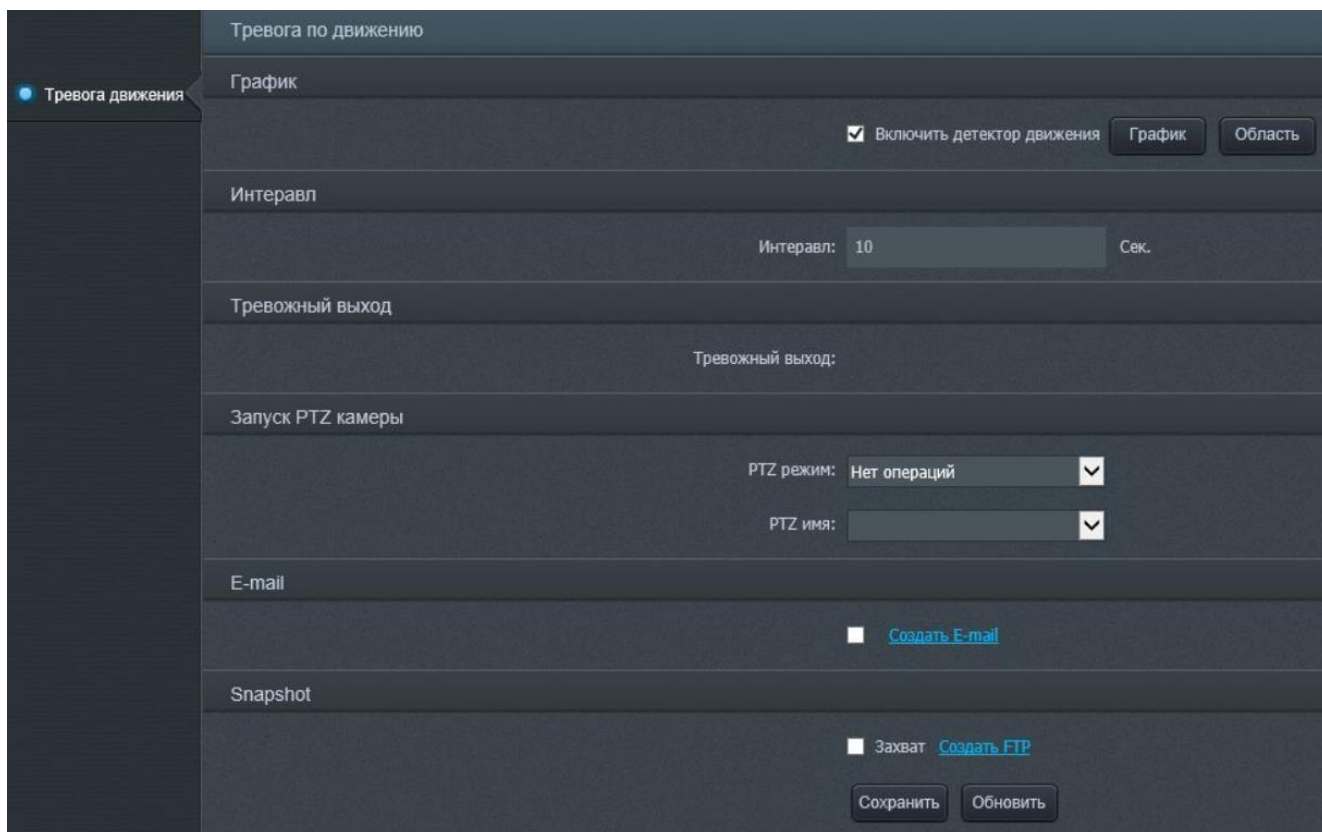 Тревога по движению
Тревога движения
График
Включить детектор движения График Область
Интеравл
Интеравл: 10 Сек.
Тревожный выход
Тревожный выход:
Запуск PTZ камеры
PTZ режим: Нет операций
PTZ имя:
E-mail
Создать E-mail
Snapshot
Захват Создать FTP
Сохранить Обновить